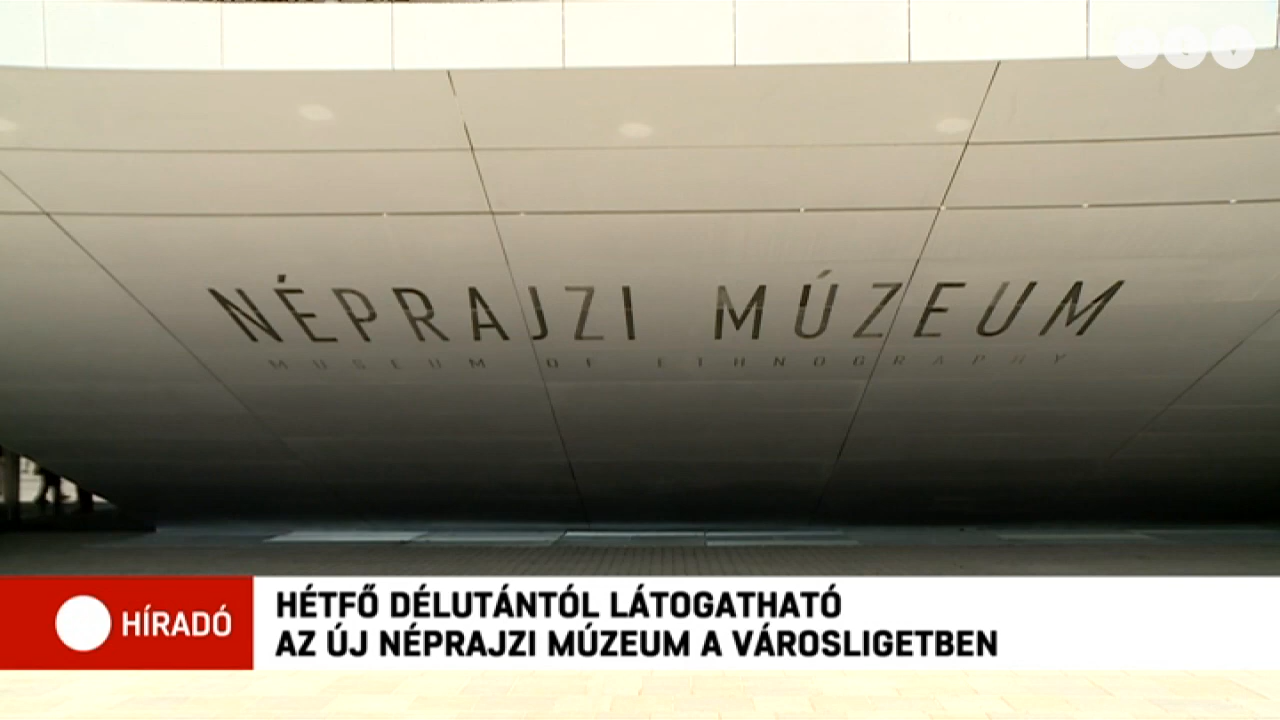 NÉPRAJZI MÚZEUM
MUSEUM OF ETHNOGRAPHY
HÍRADÓ
HÉTFŐ DÉLUTÁNTÓL LÁTOGATHATÓ
AZ ÚJ NÉPRAJZI MÚZEUM A VÁROSLIGETBEN